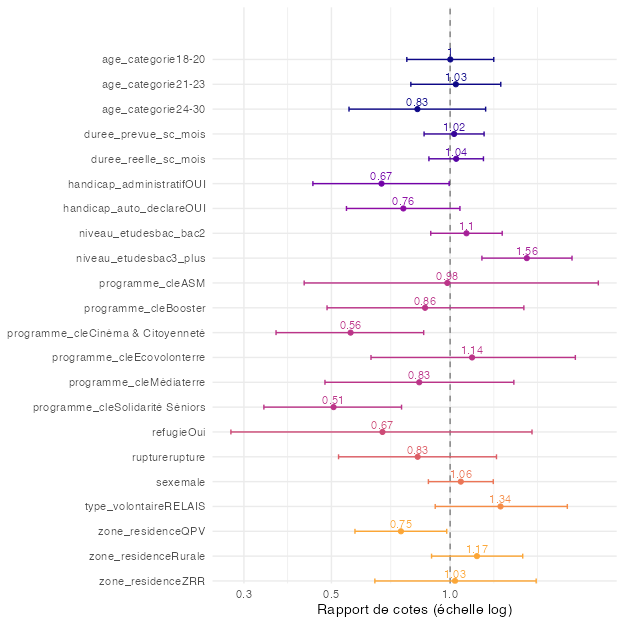 age_categorie18-20 1
age_categorie21-23 1.03
age_categorie24-30 0.83
duree_prevue_sc_mois 1.02
duree_reelle_sc_mois 1.04
handicap_administratifOUI 0.67
handicap_auto_declareOUI 0.76
niveau_etudesbac_bac2 1.1
niveau_etudesbac3_plus 1.56
programme_cleASM 0.98
programme_cleBooster 0.86
programme_cleCinéma & Citoyenneté 0.56
programme_cleEcovolonterre 1.14
programme_cleMédiaterre 0.83
programme_cleSolidarité Séniors 0.51
refugieOui 0.67
rupturerupture 0.83
sexemale 1.06
type_volontaireRELAIS 1.34
zone_residenceQPV 0.75
zone_residenceRurale 1.17
zone_residenceZRR 1.03
0.3 0.5 1.0
Rapport de cotes (échelle log)